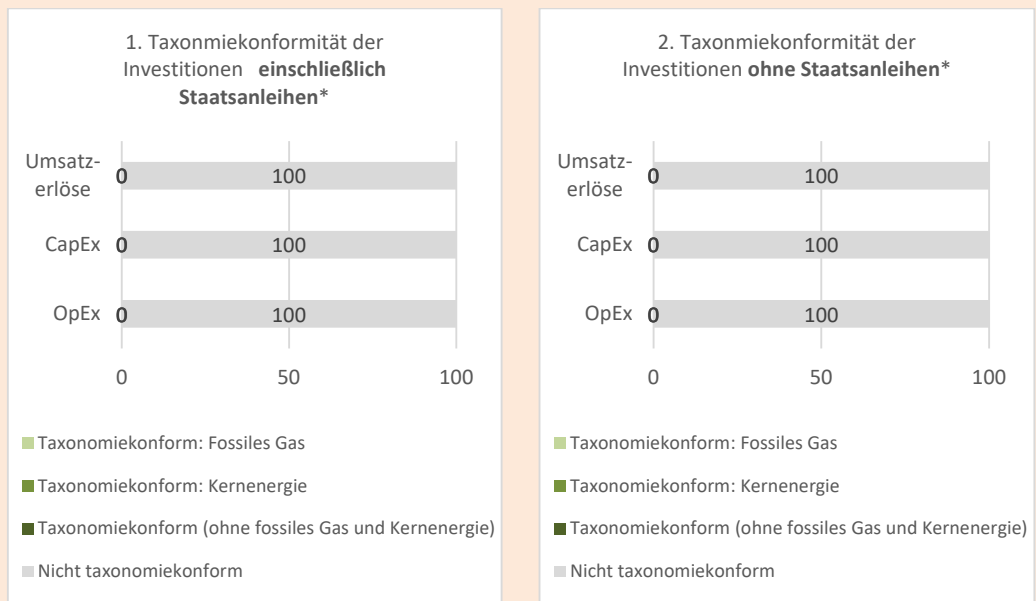 1. Taxonmiekonformität der
Investitionen einschließlich
Staatsanleihen*
Umsatz-
erlöse
0
100
CapEx
0
100
OpEx
0
100
0
50
100
Taxonomiekonform: Fossiles Gas
Taxonomiekonform: Kernenergie
Taxonomiekonform (ohne fossiles Gas und Kernenergie)
Nicht taxonomiekonform
2. Taxonmiekonformität der
Investitionen ohne Staatsanleihen*
Umsatz-
erlöse
0
100
CapEx
0
100
OpEx
0
100
0
50
100
Taxonomiekonform: Fossiles Gas
Taxonomiekonform: Kernenergie
Taxonomiekonform (ohne fossiles Gas und Kernenergie)
Nicht taxonomiekonform